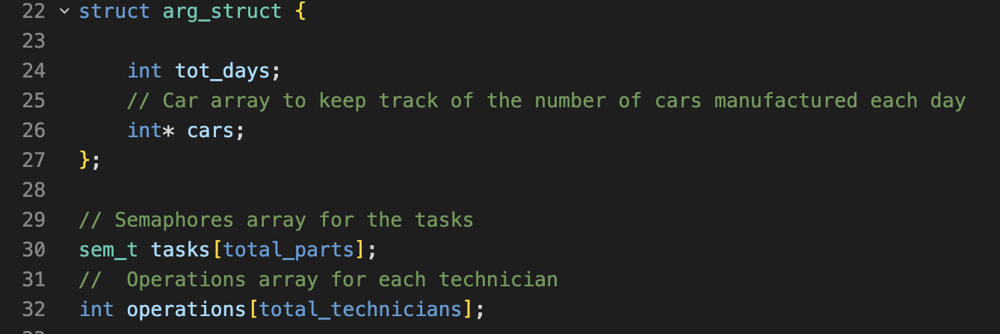 22 struct arg_struct {
23
24 int tot_days;
25 // Car array to keep track of the number of cars manufactured each day
26 int* cars;
27 };
28
29 // Semaphores array for the tasks
30 sem_t tasks[total_parts];
31 //  Operations array for each technician
32 int operations[total_technicians];